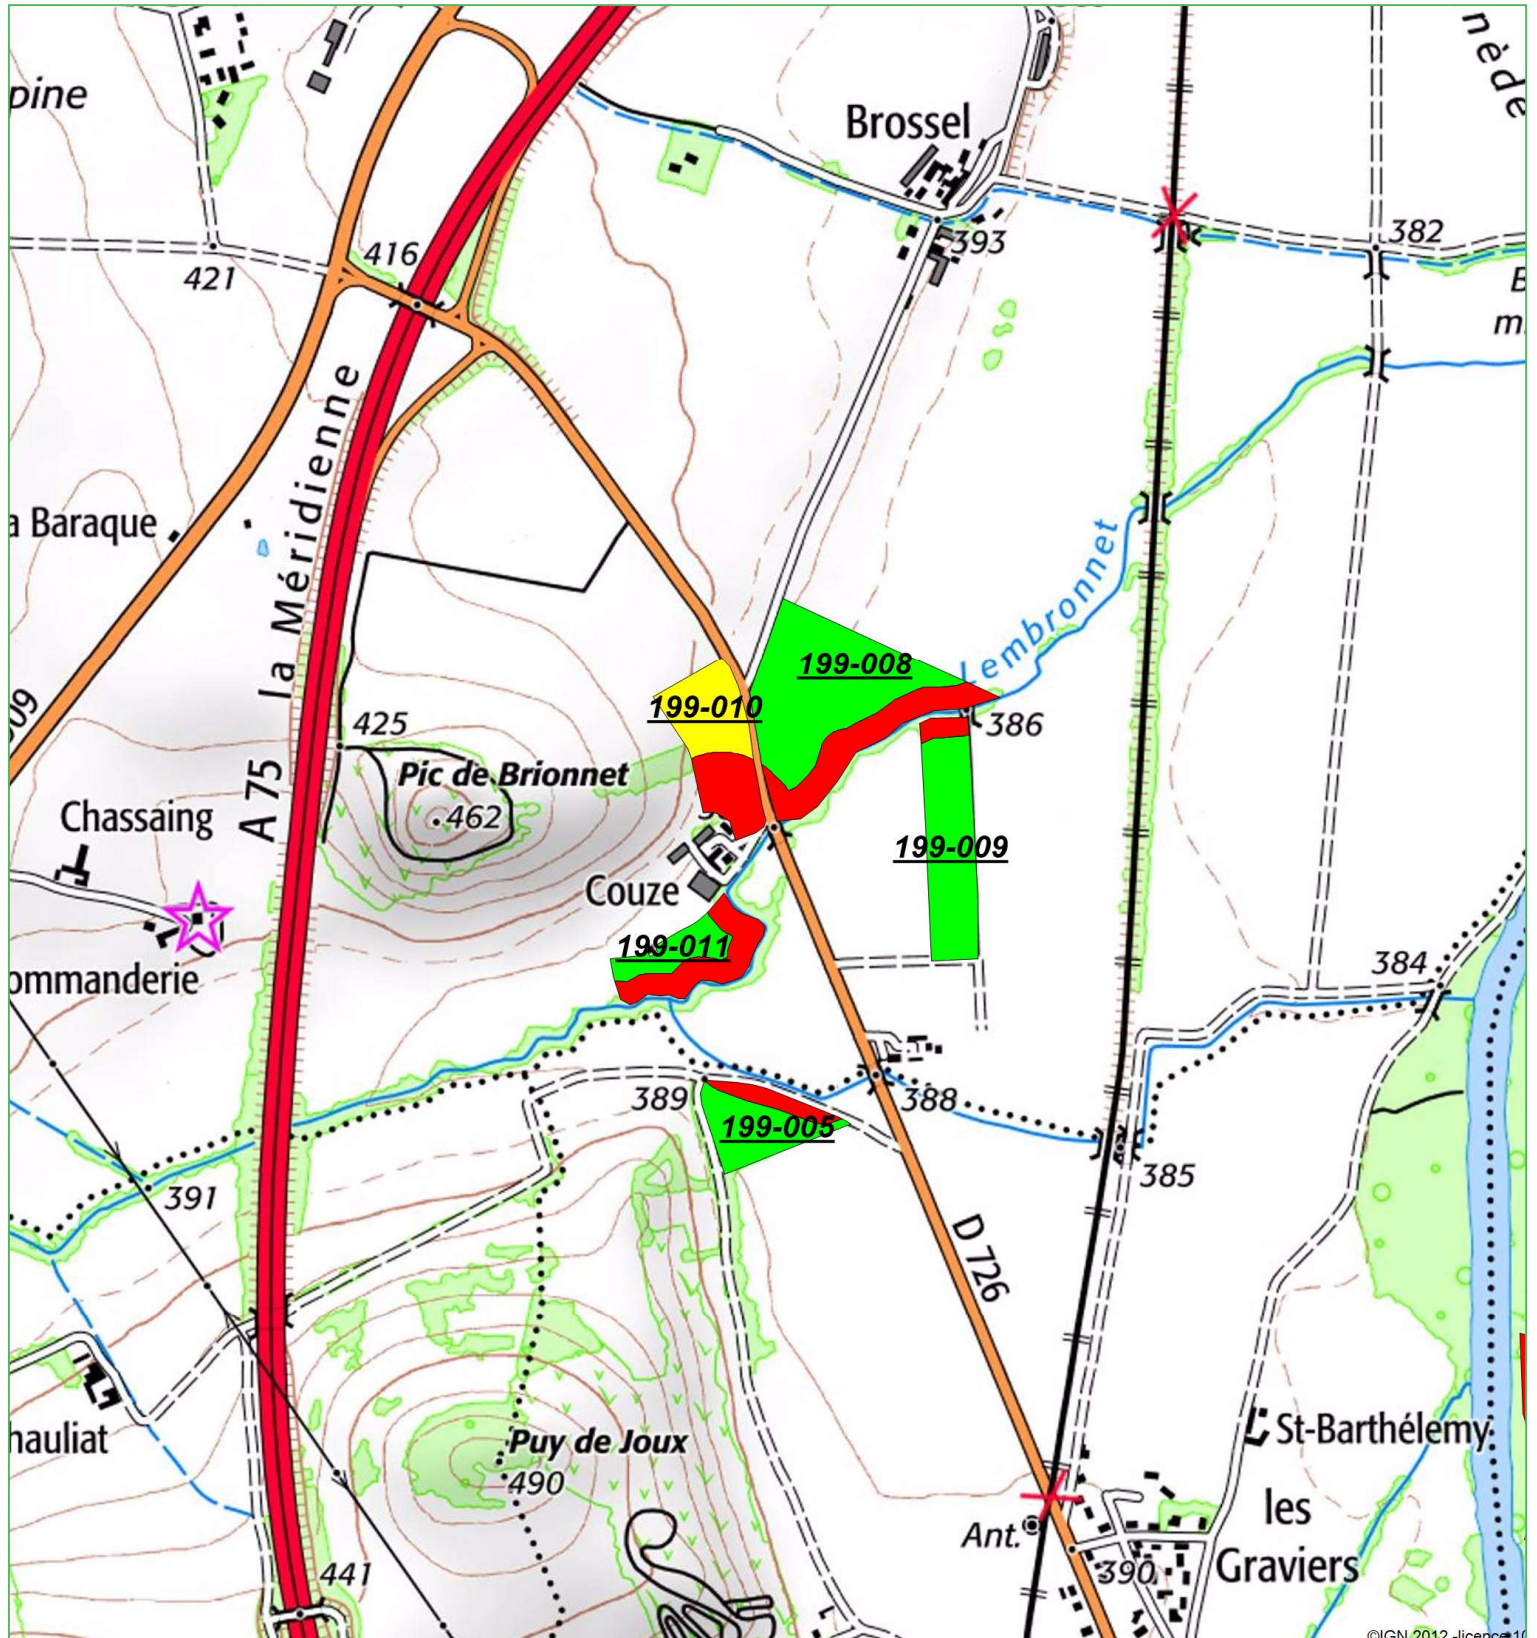 pine
Brossel
nède
393
382
416
421
la Méridienne
a Baraque
Lembronnet
199-008
199-010
386
425
Pic de Brionnet
462
A 75
Chassaing
199-009
Couze
199-011
ommanderie
384
389
388
199-005
385
391
D 726
Puy de Joux
490
hauliat
St-Barthélemy
les
Graviers
Ant.
390
441